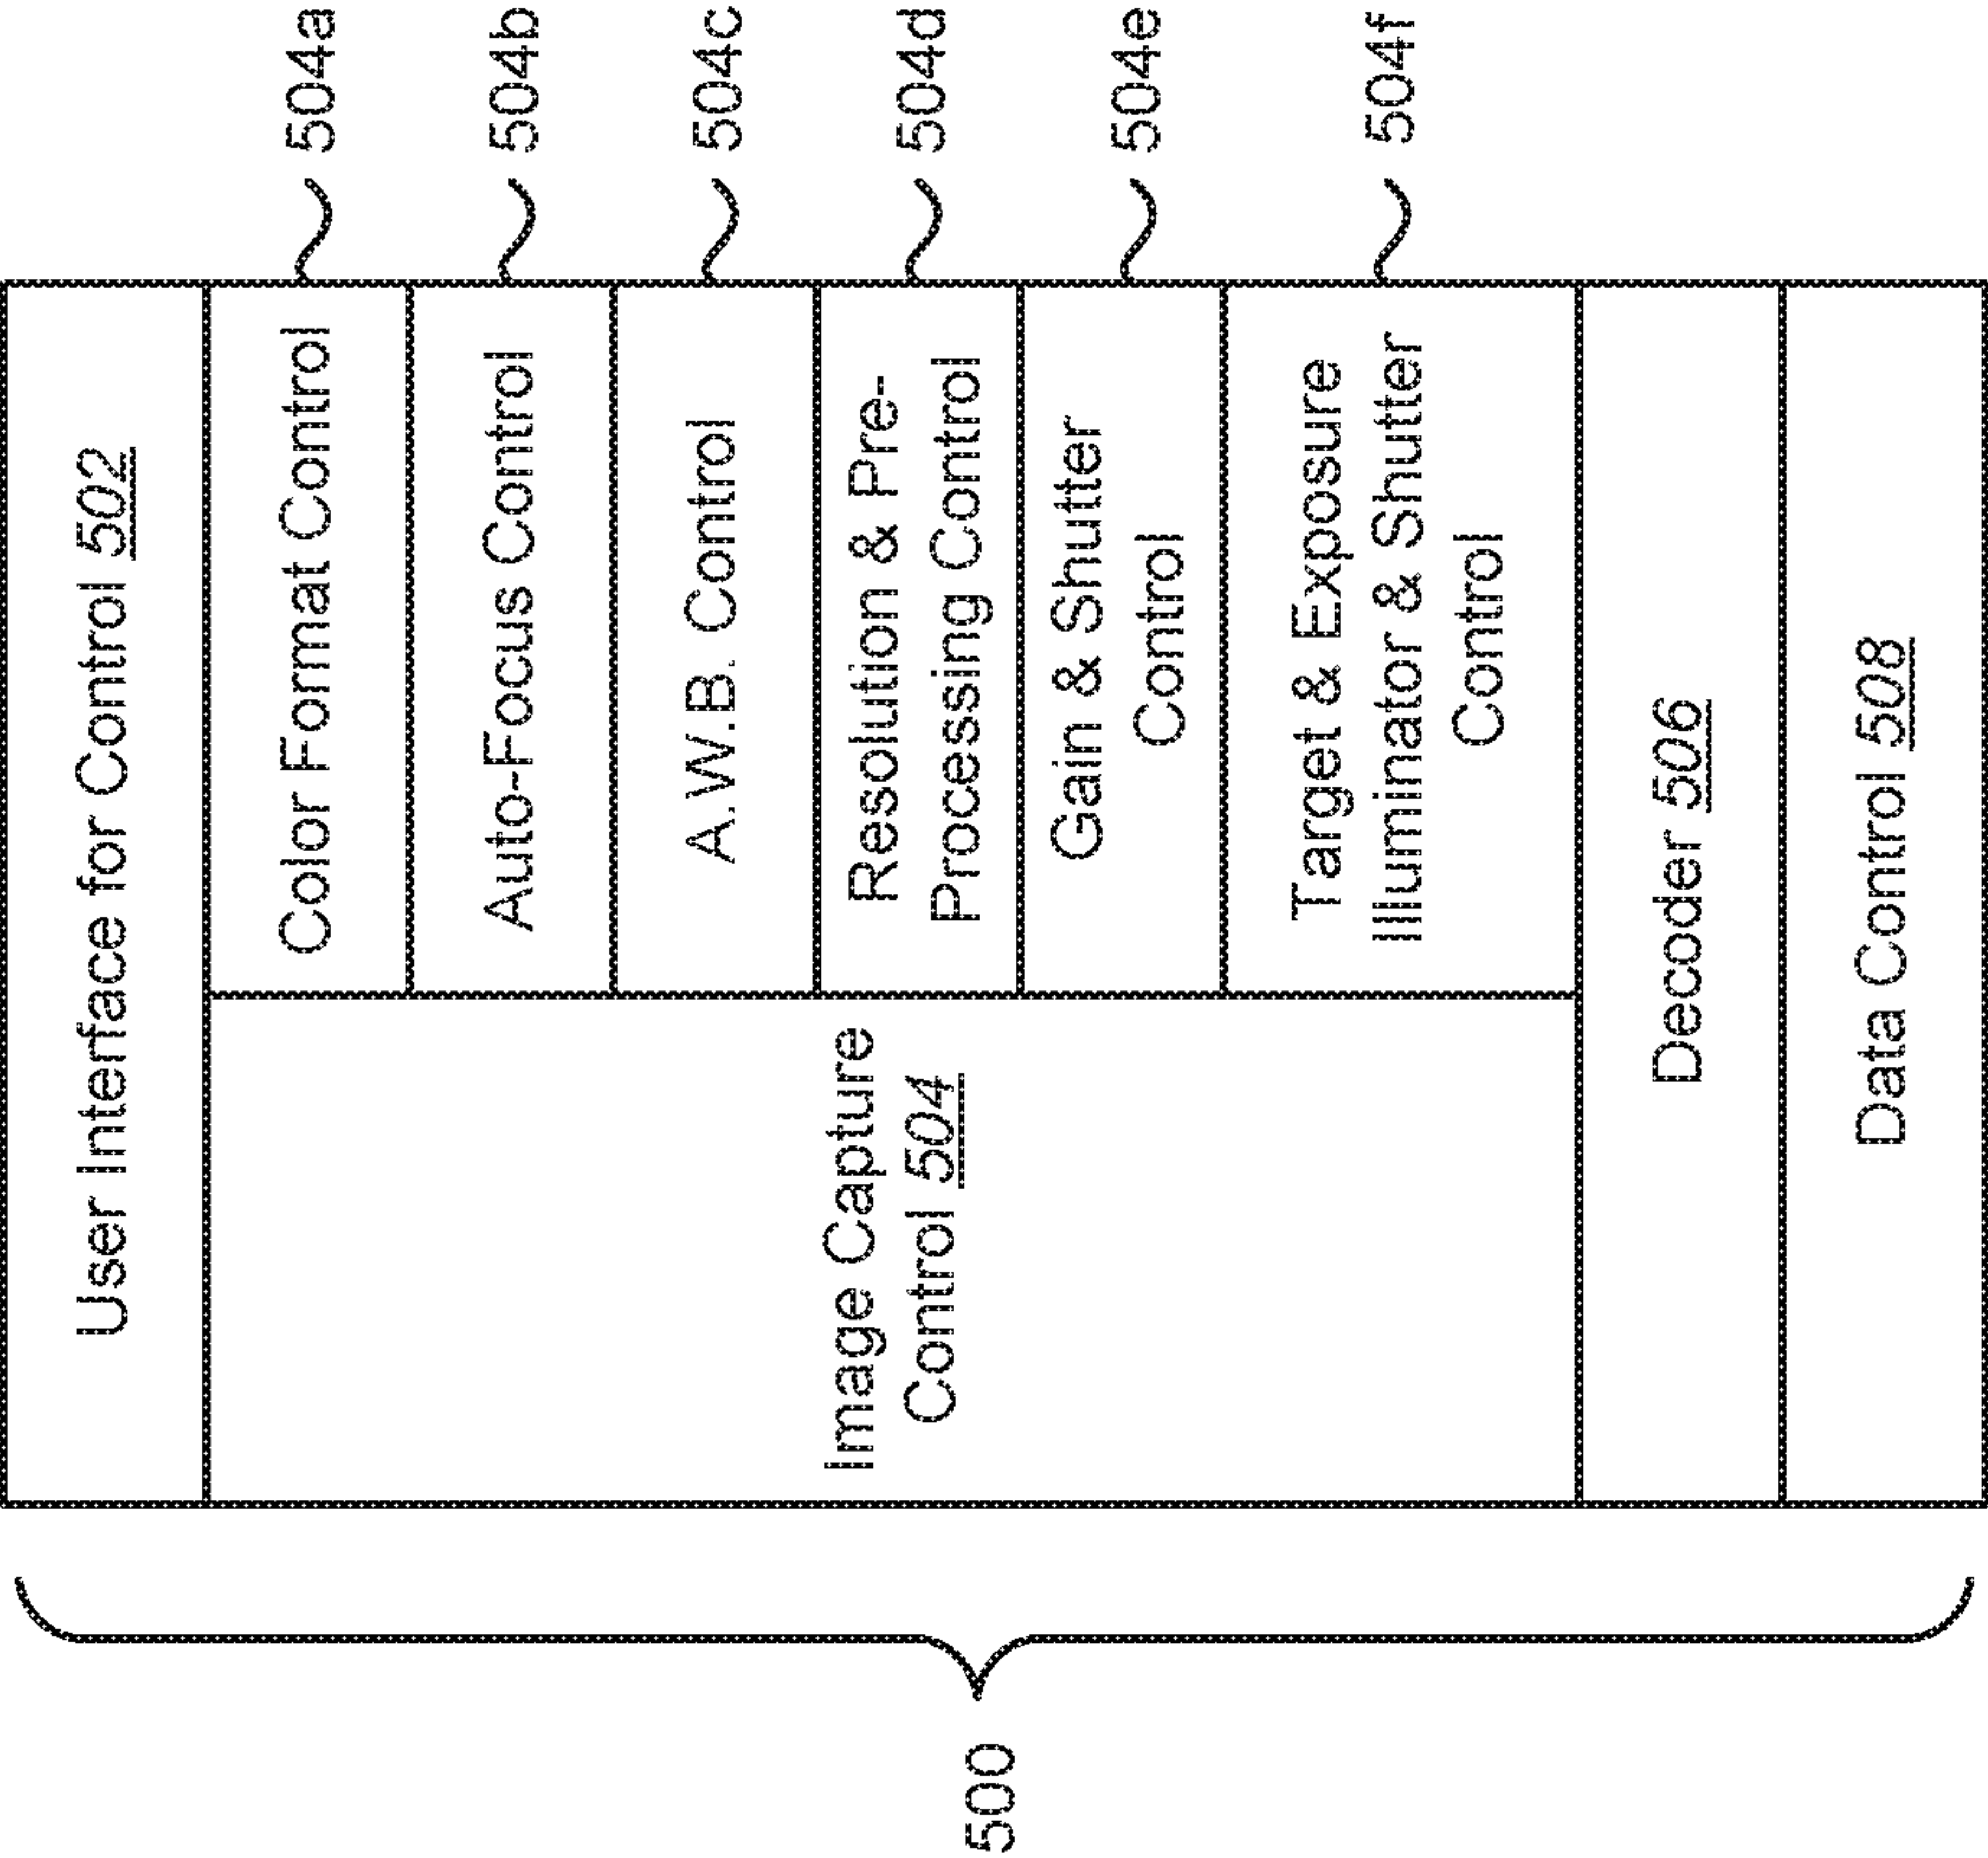 User Interface for Control 502
Image Capture
Control 504
Color Format Control
504a
Auto-Focus Control
504b
A.W.B. Control
504c
Resolution & Pre-
Processing Control
504d
Gain & Shutter
Control
504e
Target & Exposure
Illuminator & Shutter
Control
504f
Decoder 506
Data Control 508
500